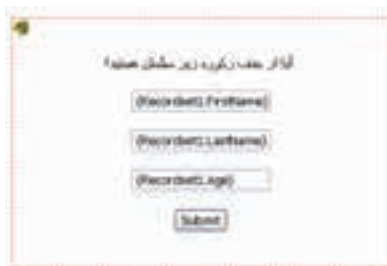 آیا از حذف رکورد زیر مطمئن هستید؟
{Recordset1.FirstName}
{Recordset1.LastName}
{Recordset1.Age}
Submit